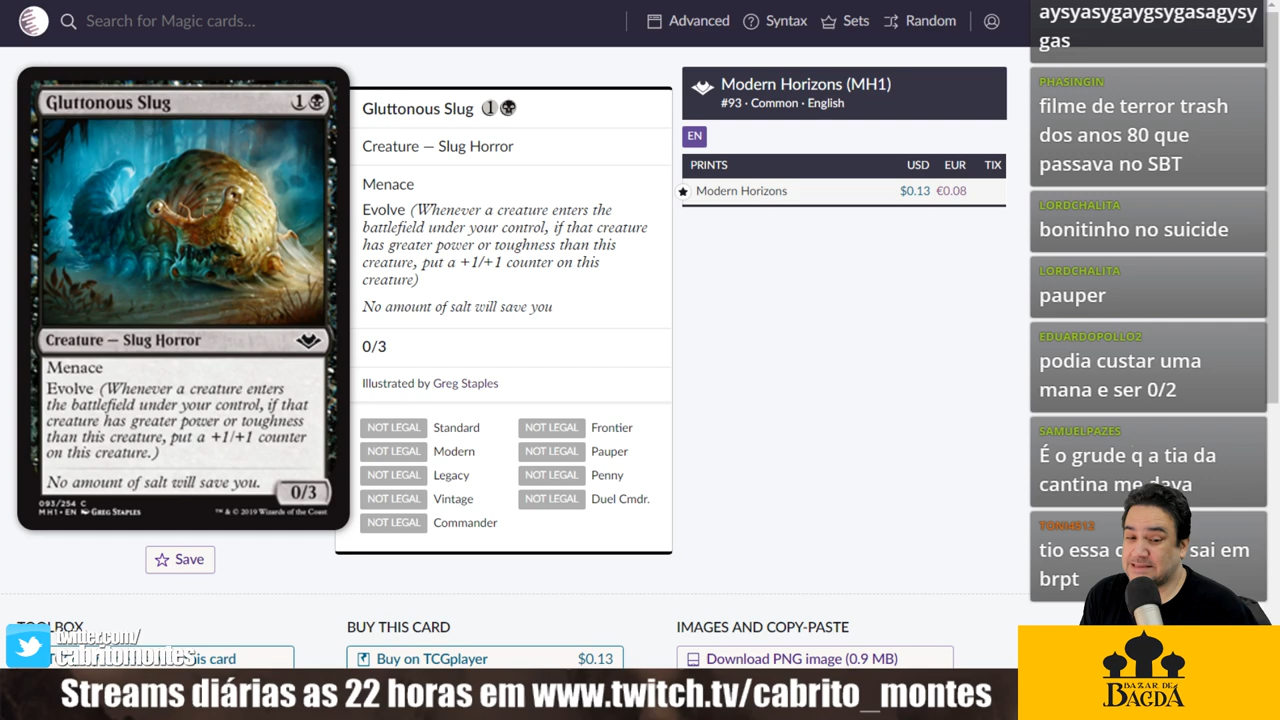 Search for Magic cards...
Advanced
Syntax
Sets
Random
Gluttonous Slug 1
Creature — Slug Horror
Menace
Evolve (Whenever a creature enters
the battlefield under your control, if that
creature has greater power or toughness
than this creature, put a +1/+1 counter
on this creature.)
No amount of salt will save you.
0/3
093/254 C
MH1 • EN GREG STAPLES
™ & © 2019 Wizards of the Coast
Save
Gluttonous Slug 1
Creature — Slug Horror
Menace
Evolve (Whenever a creature enters the
battlefield under your control, if that creature
has greater power or toughness than this
creature, put a +1/+1 counter on this
creature)
No amount of salt will save you
0/3
Illustrated by Greg Staples
NOT LEGAL Standard NOT LEGAL Frontier
NOT LEGAL Modern NOT LEGAL Pauper
NOT LEGAL Legacy NOT LEGAL Penny
NOT LEGAL Vintage NOT LEGAL Duel Cmdr.
NOT LEGAL Commander
Modern Horizons (MH1)
#93 · Common · English
EN
PRINTS USD EUR TIX
Modern Horizons $0.13 €0.08
aysyasygaygsygasagysy
gas
PHASINGIN
filme de terror trash
dos anos 80 que
passava no SBT
LORDCHALITA
bonitinho no suicide
LORDCHALITA
pauper
EDUARDOPOLLO2
podia custar uma
mana e ser 0/2
SAMUELPAZES
É o grude q a tia da
cantina me dava
TONI4512
tio essa sai em
brpt
TOOLBOX
card
BUY THIS CARD
Buy on TCGplayer $0.13
IMAGES AND COPY-PASTE
Download PNG image (0.9 MB)
twitter.com/
cabritomontes
Streams diárias as 22 horas em www.twitch.tv/cabrito_montes
BAZAR DE
BAGDÁ